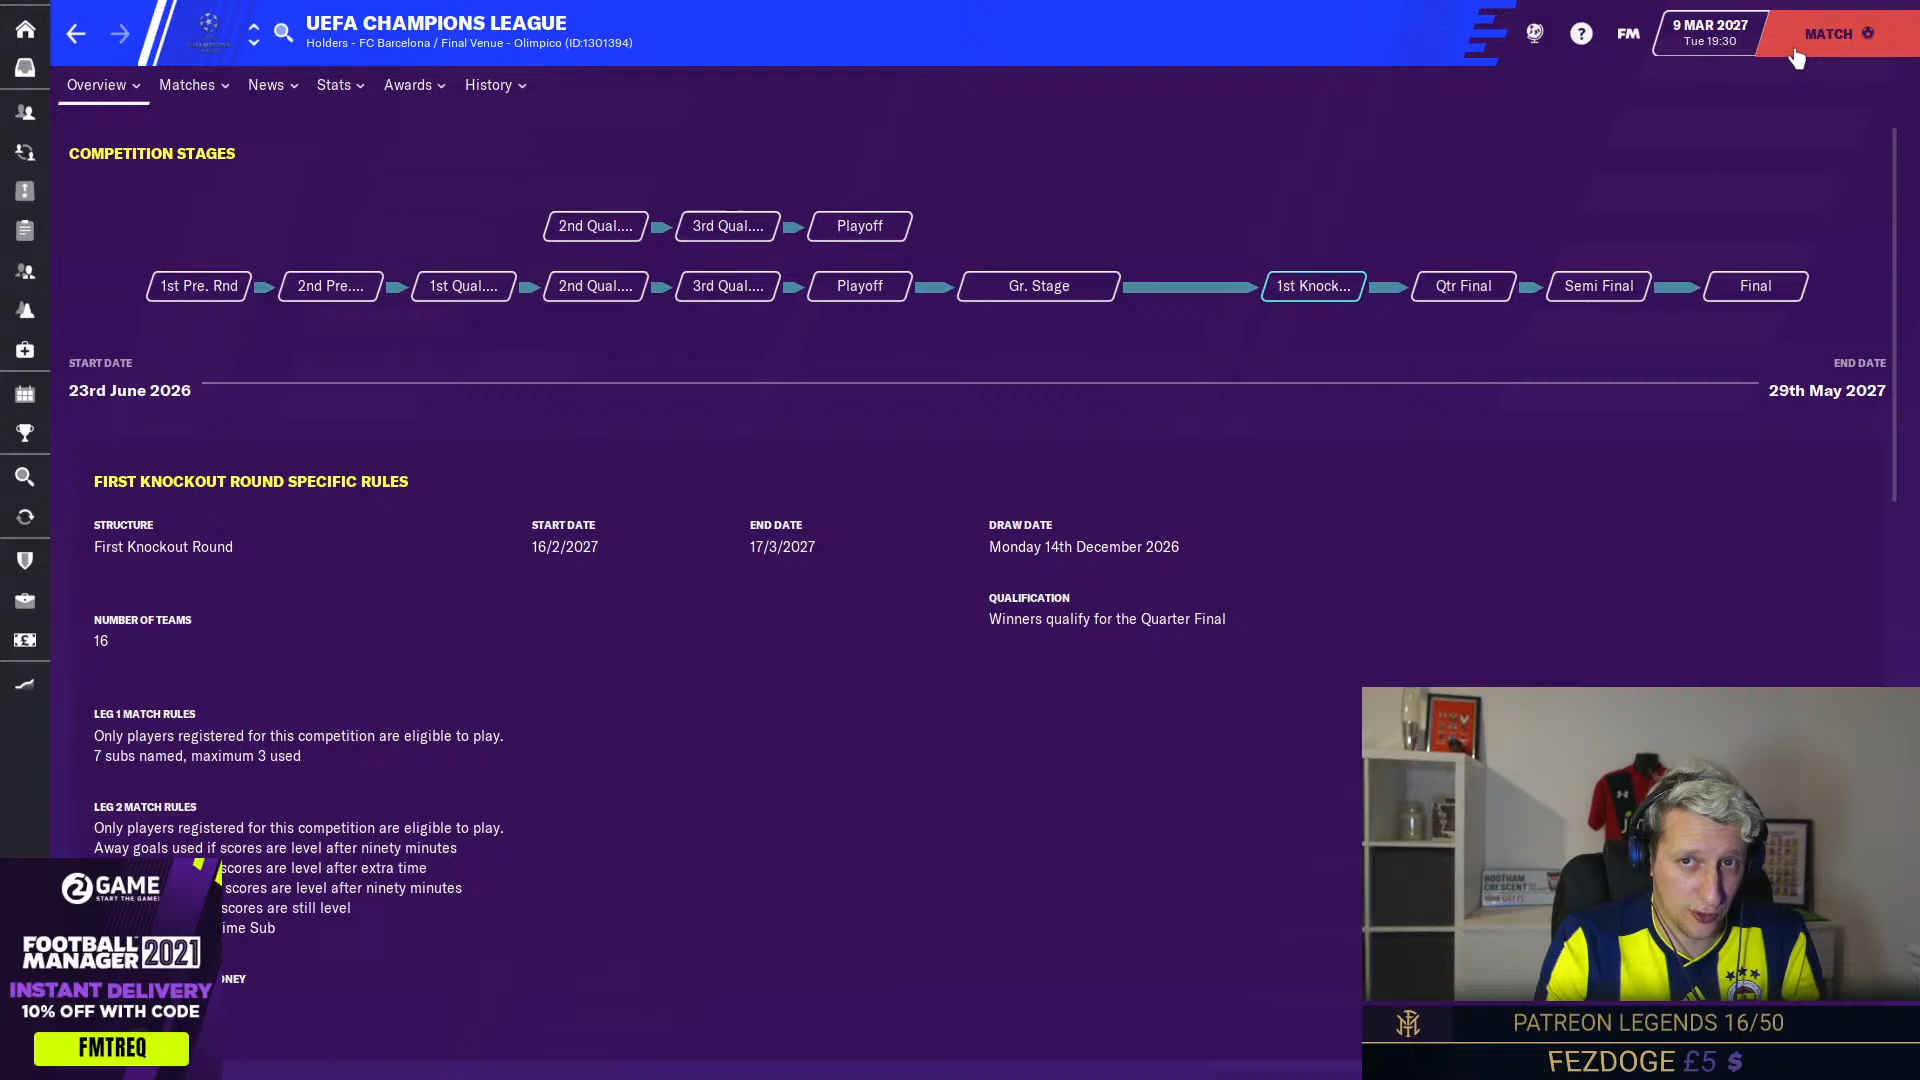 UEFA CHAMPIONS LEAGUE
Holders - FC Barcelona / Final Venue - Olimpico (ID:1301394)
FM
9 MAR 2027
Tue 19:30
MATCH
Overview
Matches
News
Stats
Awards
History
COMPETITION STAGES
2nd Qual....
3rd Qual....
Playoff
1st Pre. Rnd
2nd Pre....
1st Qual....
2nd Qual....
3rd Qual....
Playoff
Gr. Stage
1st Knock...
Qtr Final
Semi Final
Final
START DATE
END DATE
23rd June 2026
29th May 2027
FIRST KNOCKOUT ROUND SPECIFIC RULES
STRUCTURE
First Knockout Round
START DATE
16/2/2027
END DATE
17/3/2027
DRAW DATE
Monday 14th December 2026
QUALIFICATION
Winners qualify for the Quarter Final
NUMBER OF TEAMS
16
LEG 1 MATCH RULES
Only players registered for this competition are eligible to play.
7 subs named, maximum 3 used
LEG 2 MATCH RULES
Only players registered for this competition are eligible to play.
Away goals used if scores are level after ninety minutes
scores are level after extra time
scores are level after ninety minutes
scores are still level
ime Sub
NEY
2GAME
START THE GAME!
FOOTBALL
MANAGER 2021
INSTANT DELIVERY
10% OFF WITH CODE
FMTREQ
BOOTHAM
CRESCENT
PATREON LEGENDS 16/50
FEZDOGE £5 $